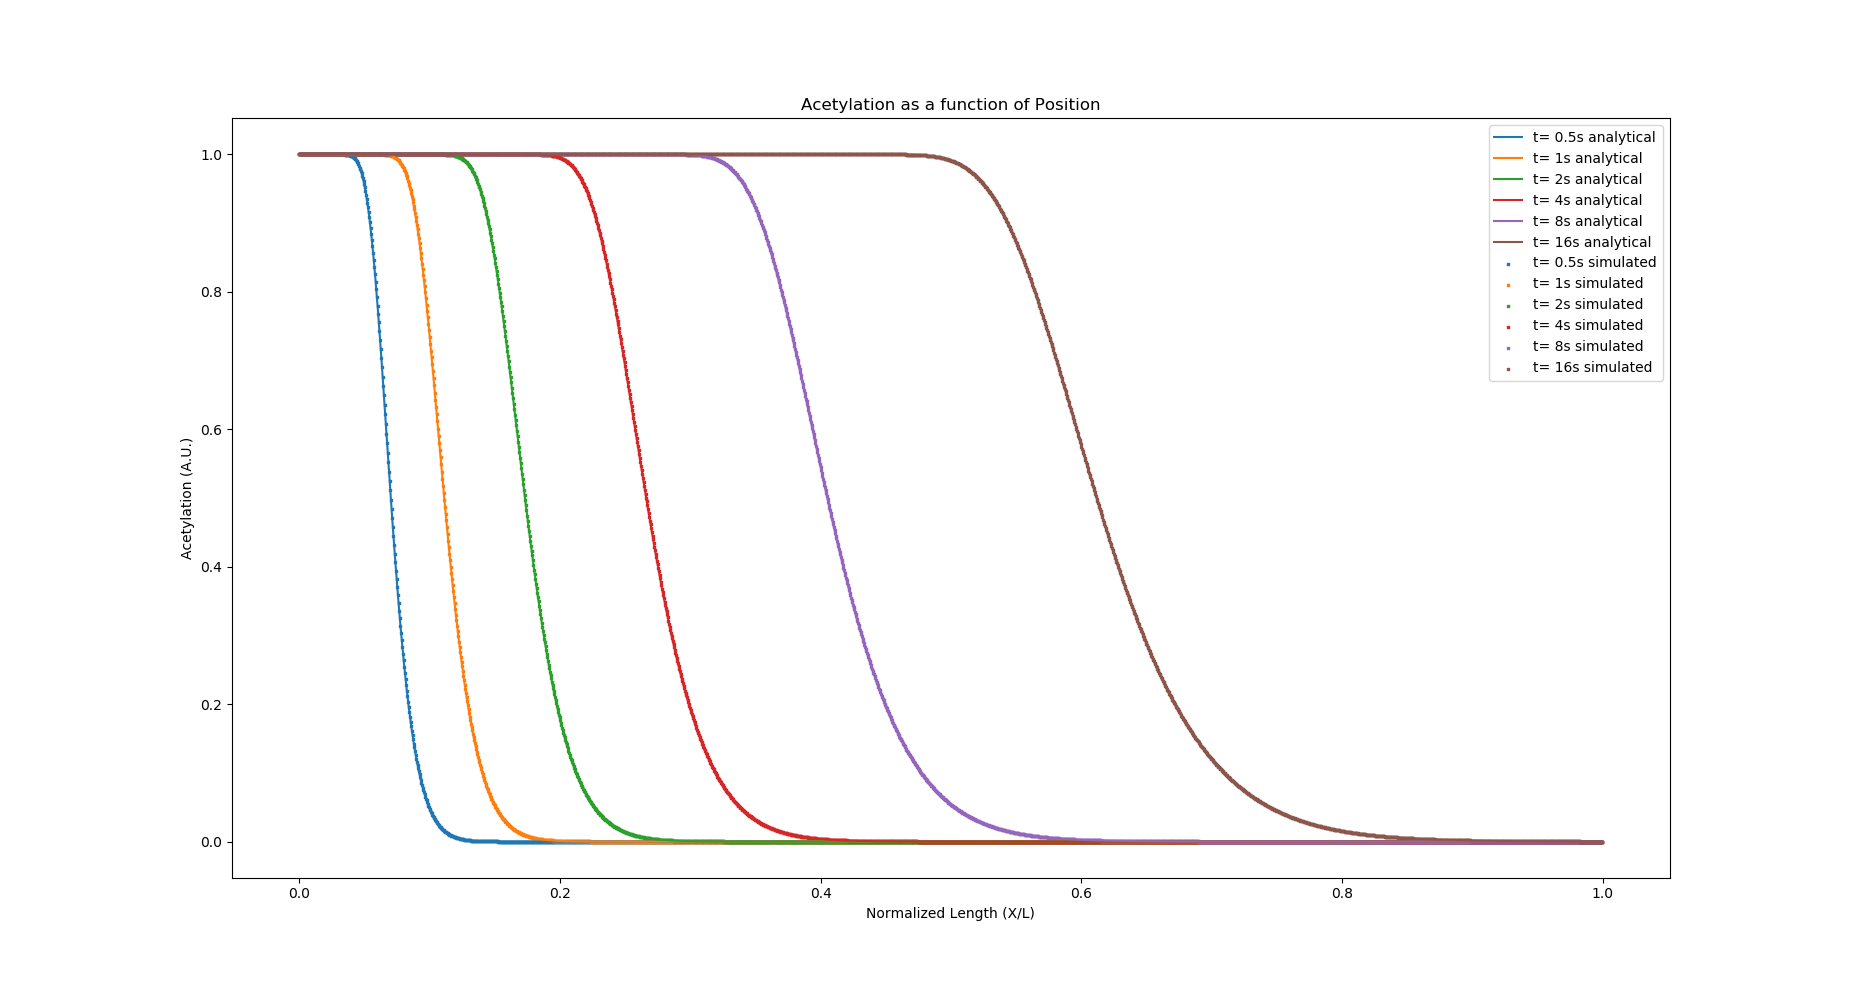 Acetylation as a function of Position
t= 0.5s analytical
t= 1s analytical
t= 2s analytical
t= 4s analytical
t= 8s analytical
t= 16s analytical
t= 0.5s simulated
t= 1s simulated
t= 2s simulated
t= 4s simulated
t= 8s simulated
t= 16s simulated
Acetylation (A.U.)
1.0
0.8
0.6
0.4
0.2
0.0
0.0 0.2 0.4 0.6 0.8 1.0
Normalized Length (X/L)